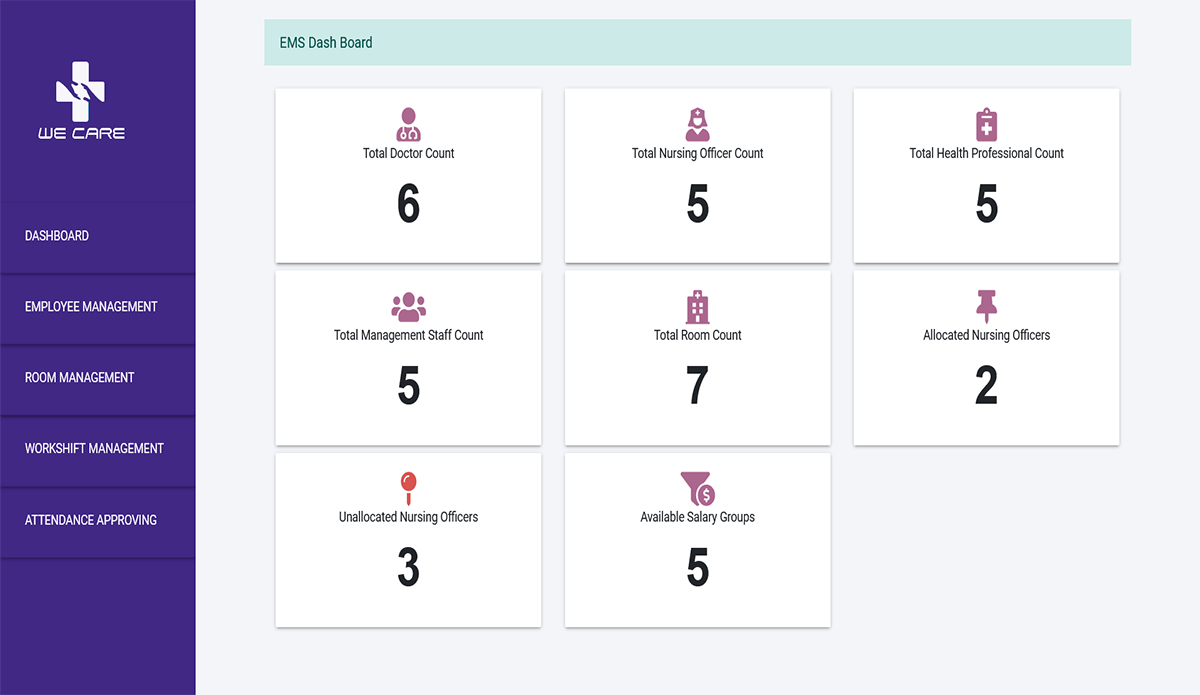 WE CARE
DASHBOARD
EMPLOYEE MANAGEMENT
ROOM MANAGEMENT
WORKSHIFT MANAGEMENT
ATTENDANCE APPROVING
EMS Dash Board
Total Doctor Count
6
Total Nursing Officer Count
5
Total Health Professional Count
5
Total Management Staff Count
5
Total Room Count
7
Allocated Nursing Officers
2
Unallocated Nursing Officers
3
Available Salary Groups
5